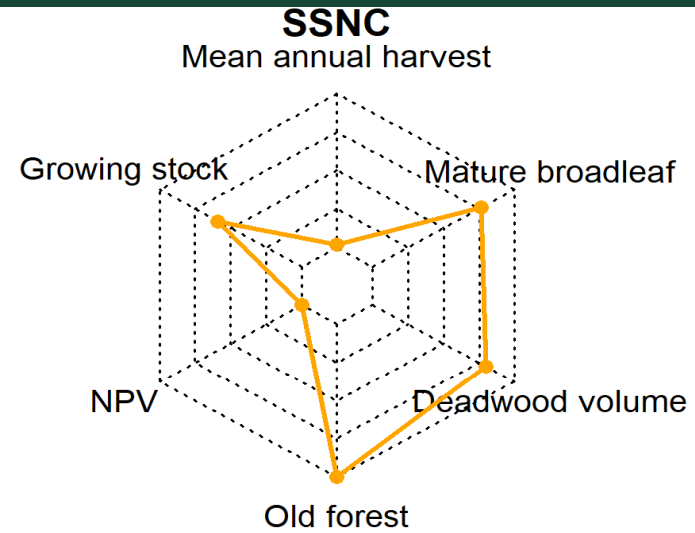 SSNC
Mean annual harvest
Growing stock
Mature broadleaf
NPV
Deadwood volume
Old forest